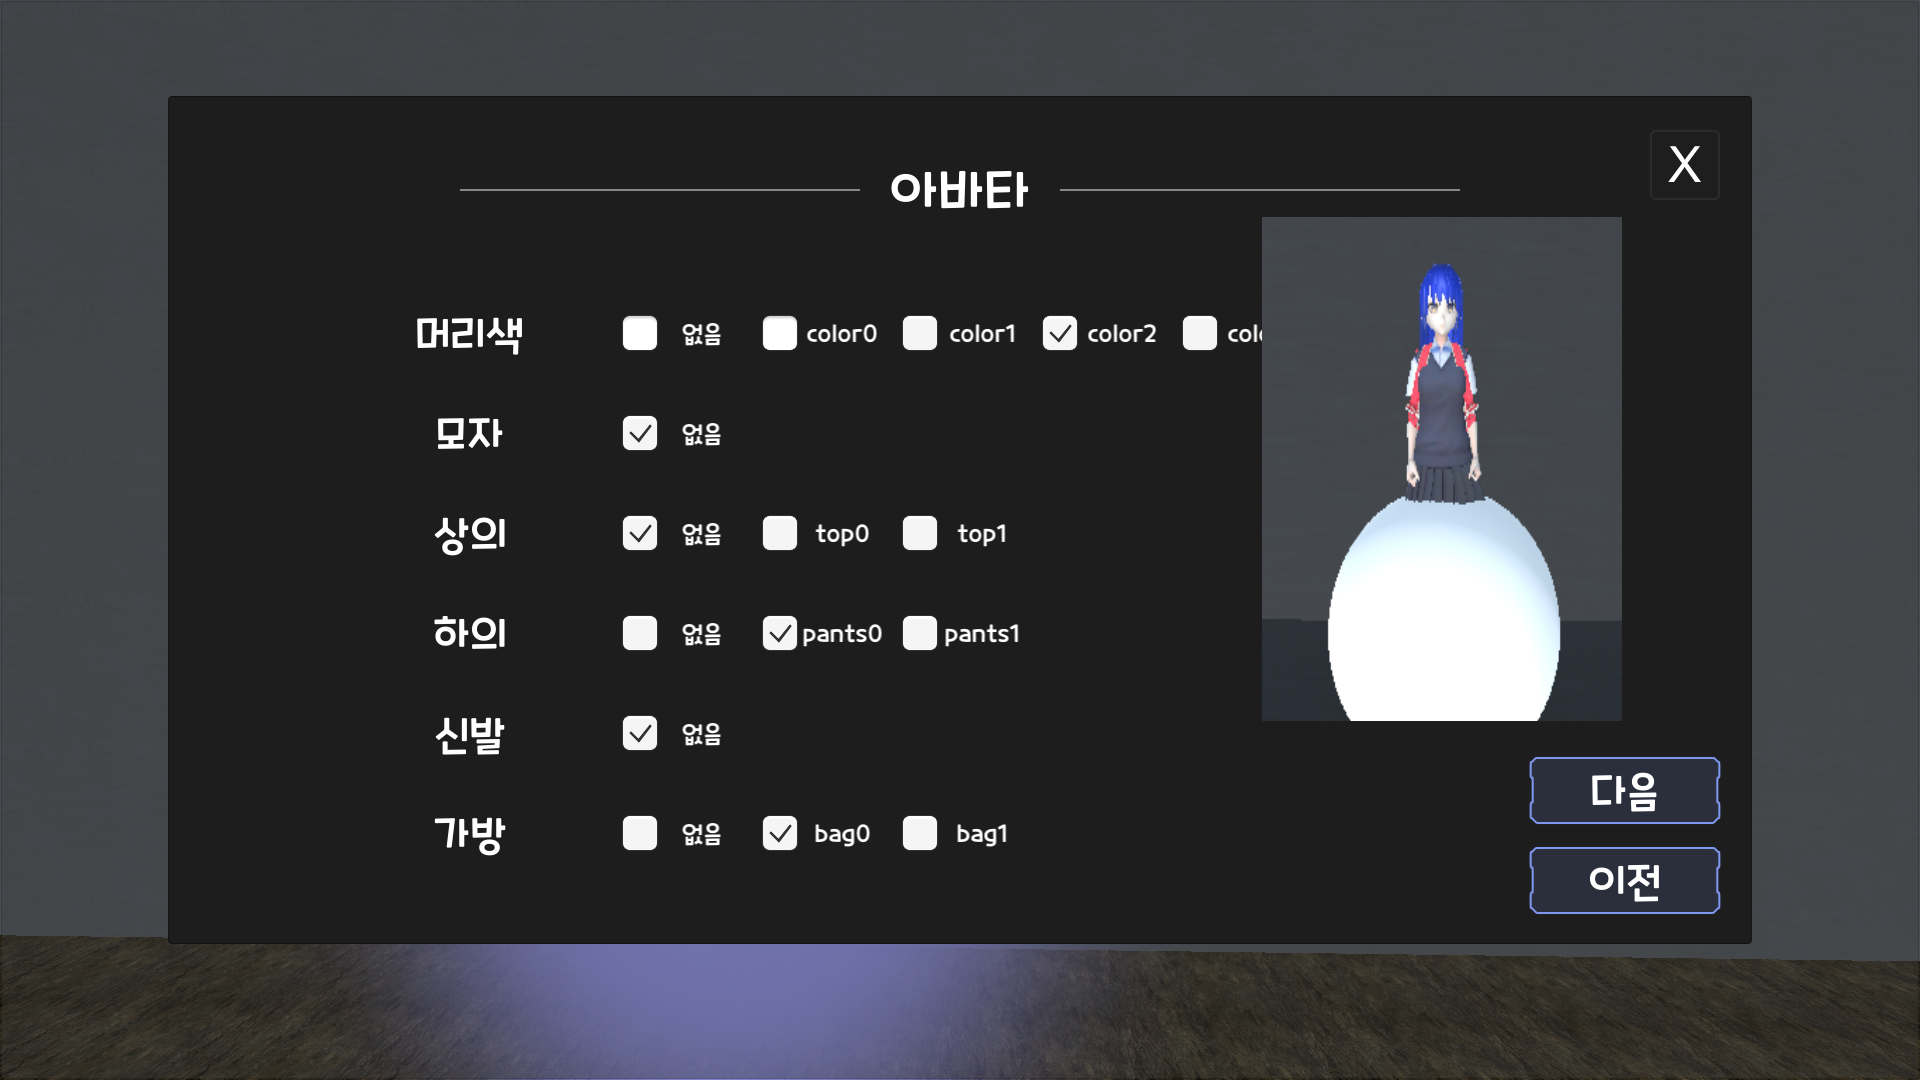 아바타 X
머리색 없음 color0 color1 color2
모자 없음
상의 없음 top0 top1
하의 없음 pants0 pants1
신발 없음
가방 없음 bag0 bag1
다음
이전